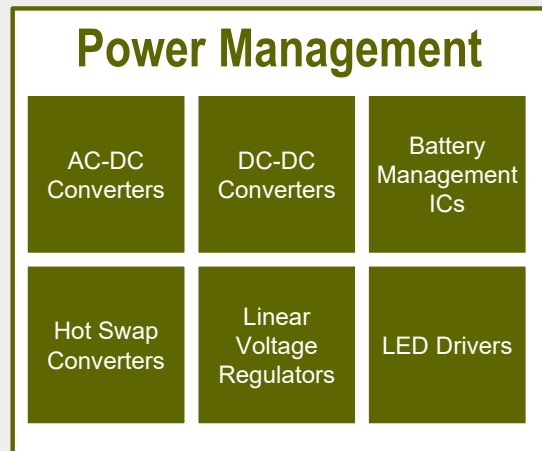 Power Management
AC-DC
Converters
DC-DC
Converters
Battery
Management
ICs
Hot Swap
Converters
Linear
Voltage
Regulators
LED Drivers